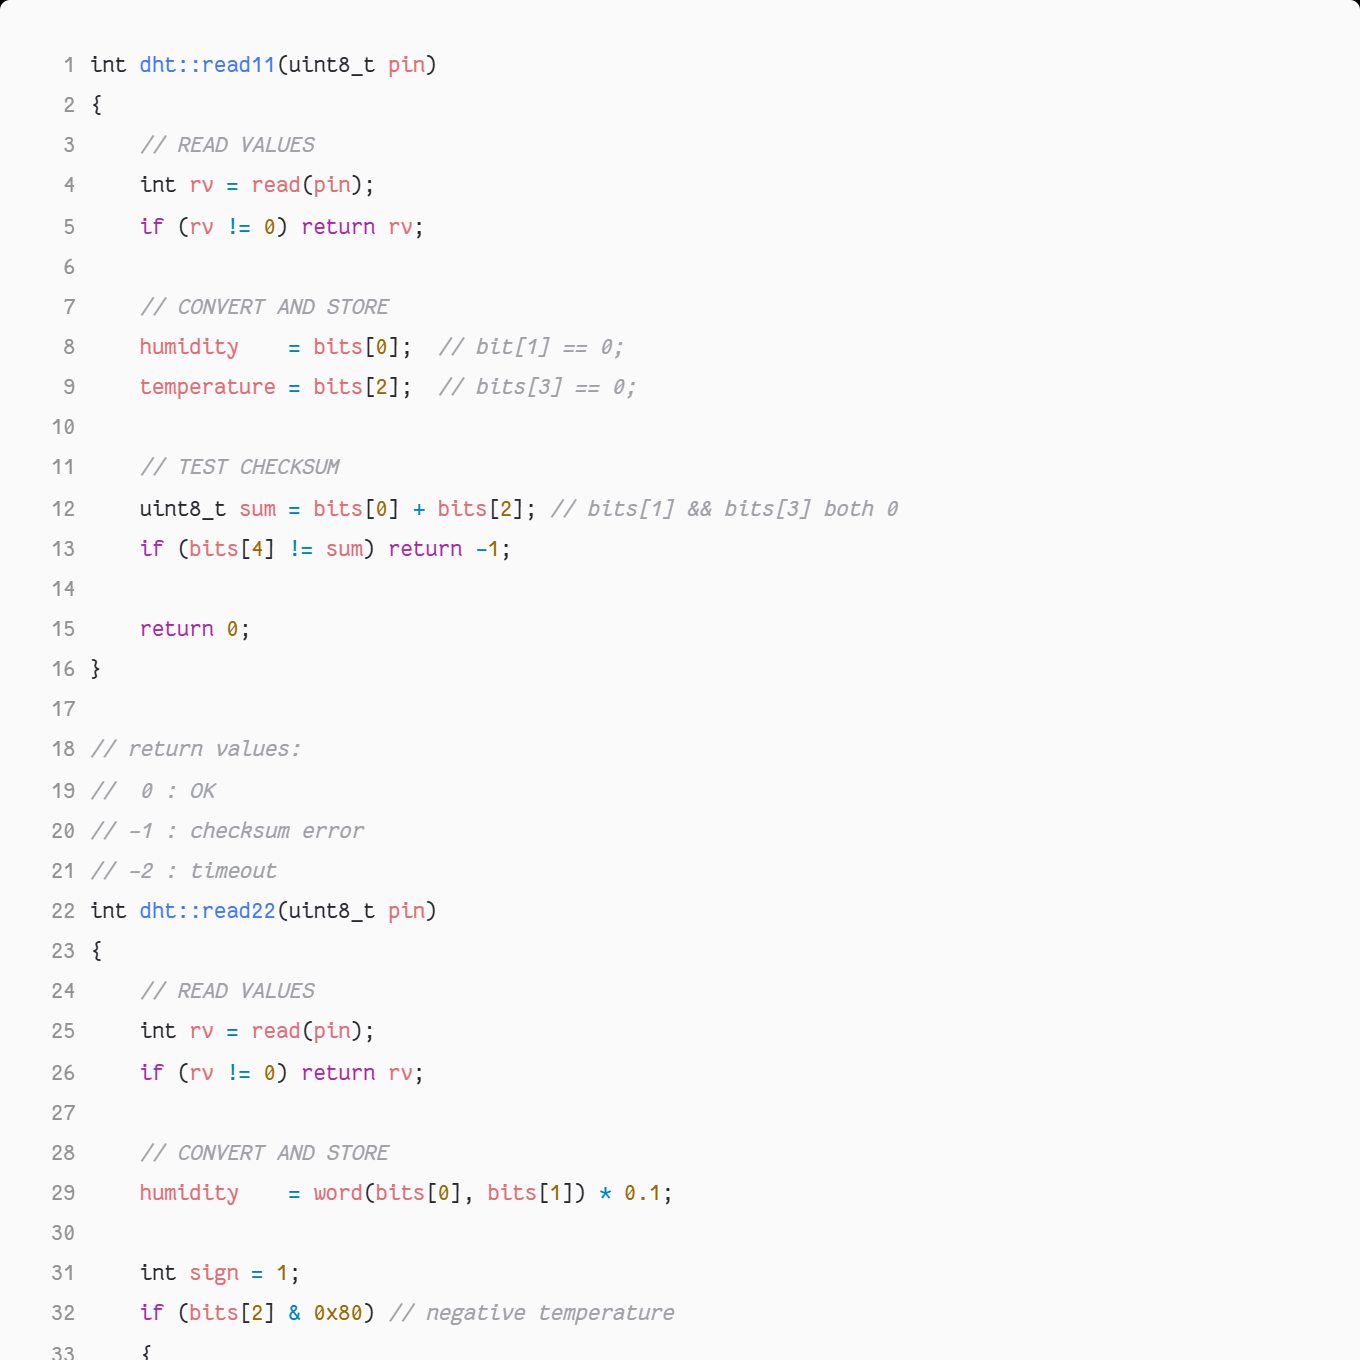 1 int dht::read11(uint8_t pin)
2 {
3     // READ VALUES
4     int rv = read(pin);
5     if (rv != 0) return rv;
6
7     // CONVERT AND STORE
8     humidity    = bits[0];  // bit[1] == 0;
9     temperature = bits[2];  // bits[3] == 0;
10
11     // TEST CHECKSUM
12     uint8_t sum = bits[0] + bits[2]; // bits[1] && bits[3] both 0
13     if (bits[4] != sum) return -1;
14
15     return 0;
16 }
17
18 // return values:
19 //  0 : OK
20 // -1 : checksum error
21 // -2 : timeout
22 int dht::read22(uint8_t pin)
23 {
24     // READ VALUES
25     int rv = read(pin);
26     if (rv != 0) return rv;
27
28     // CONVERT AND STORE
29     humidity    = word(bits[0], bits[1]) * 0.1;
30
31     int sign = 1;
32     if (bits[2] & 0x80) // negative temperature
33     {